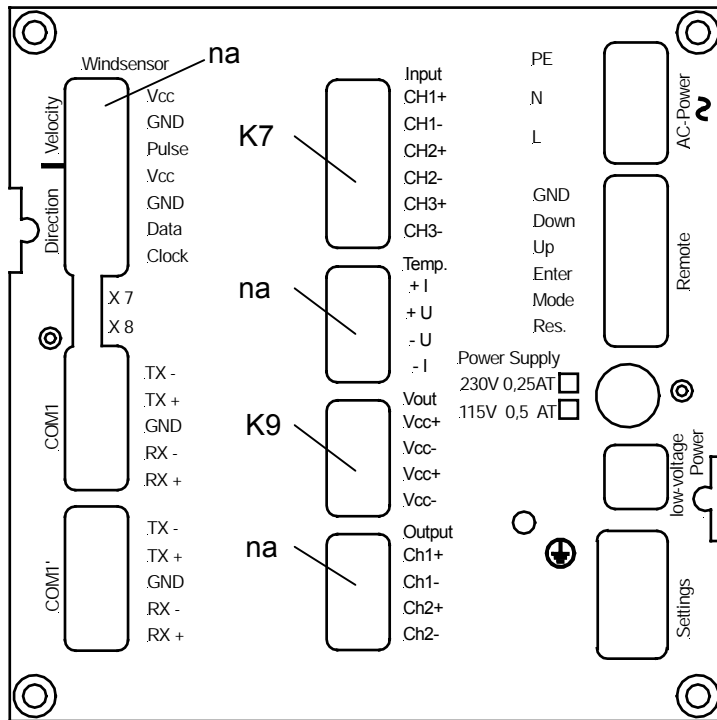 Windsensor
na
Velocity
Direction
Vcc
GND
Pulse
Vcc
GND
Data
Clock
X 7
X 8
COM1
TX -
TX +
GND
RX -
RX +
COM1'
TX -
TX +
GND
RX -
RX +
K7
Input
CH1+
CH1-
CH2+
CH2-
CH3+
CH3-
na
Temp.
+ I
+ U
- U
- I
K9
Vout
Vcc+
Vcc-
Vcc+
Vcc-
na
Output
Ch1+
Ch1-
Ch2+
Ch2-
PE
N
L
AC-Power
~
GND
Down
Up
Enter
Mode
Res.
Remote
Power Supply
230V 0,25AT
115V 0,5 AT
low-voltage
Power
Settings